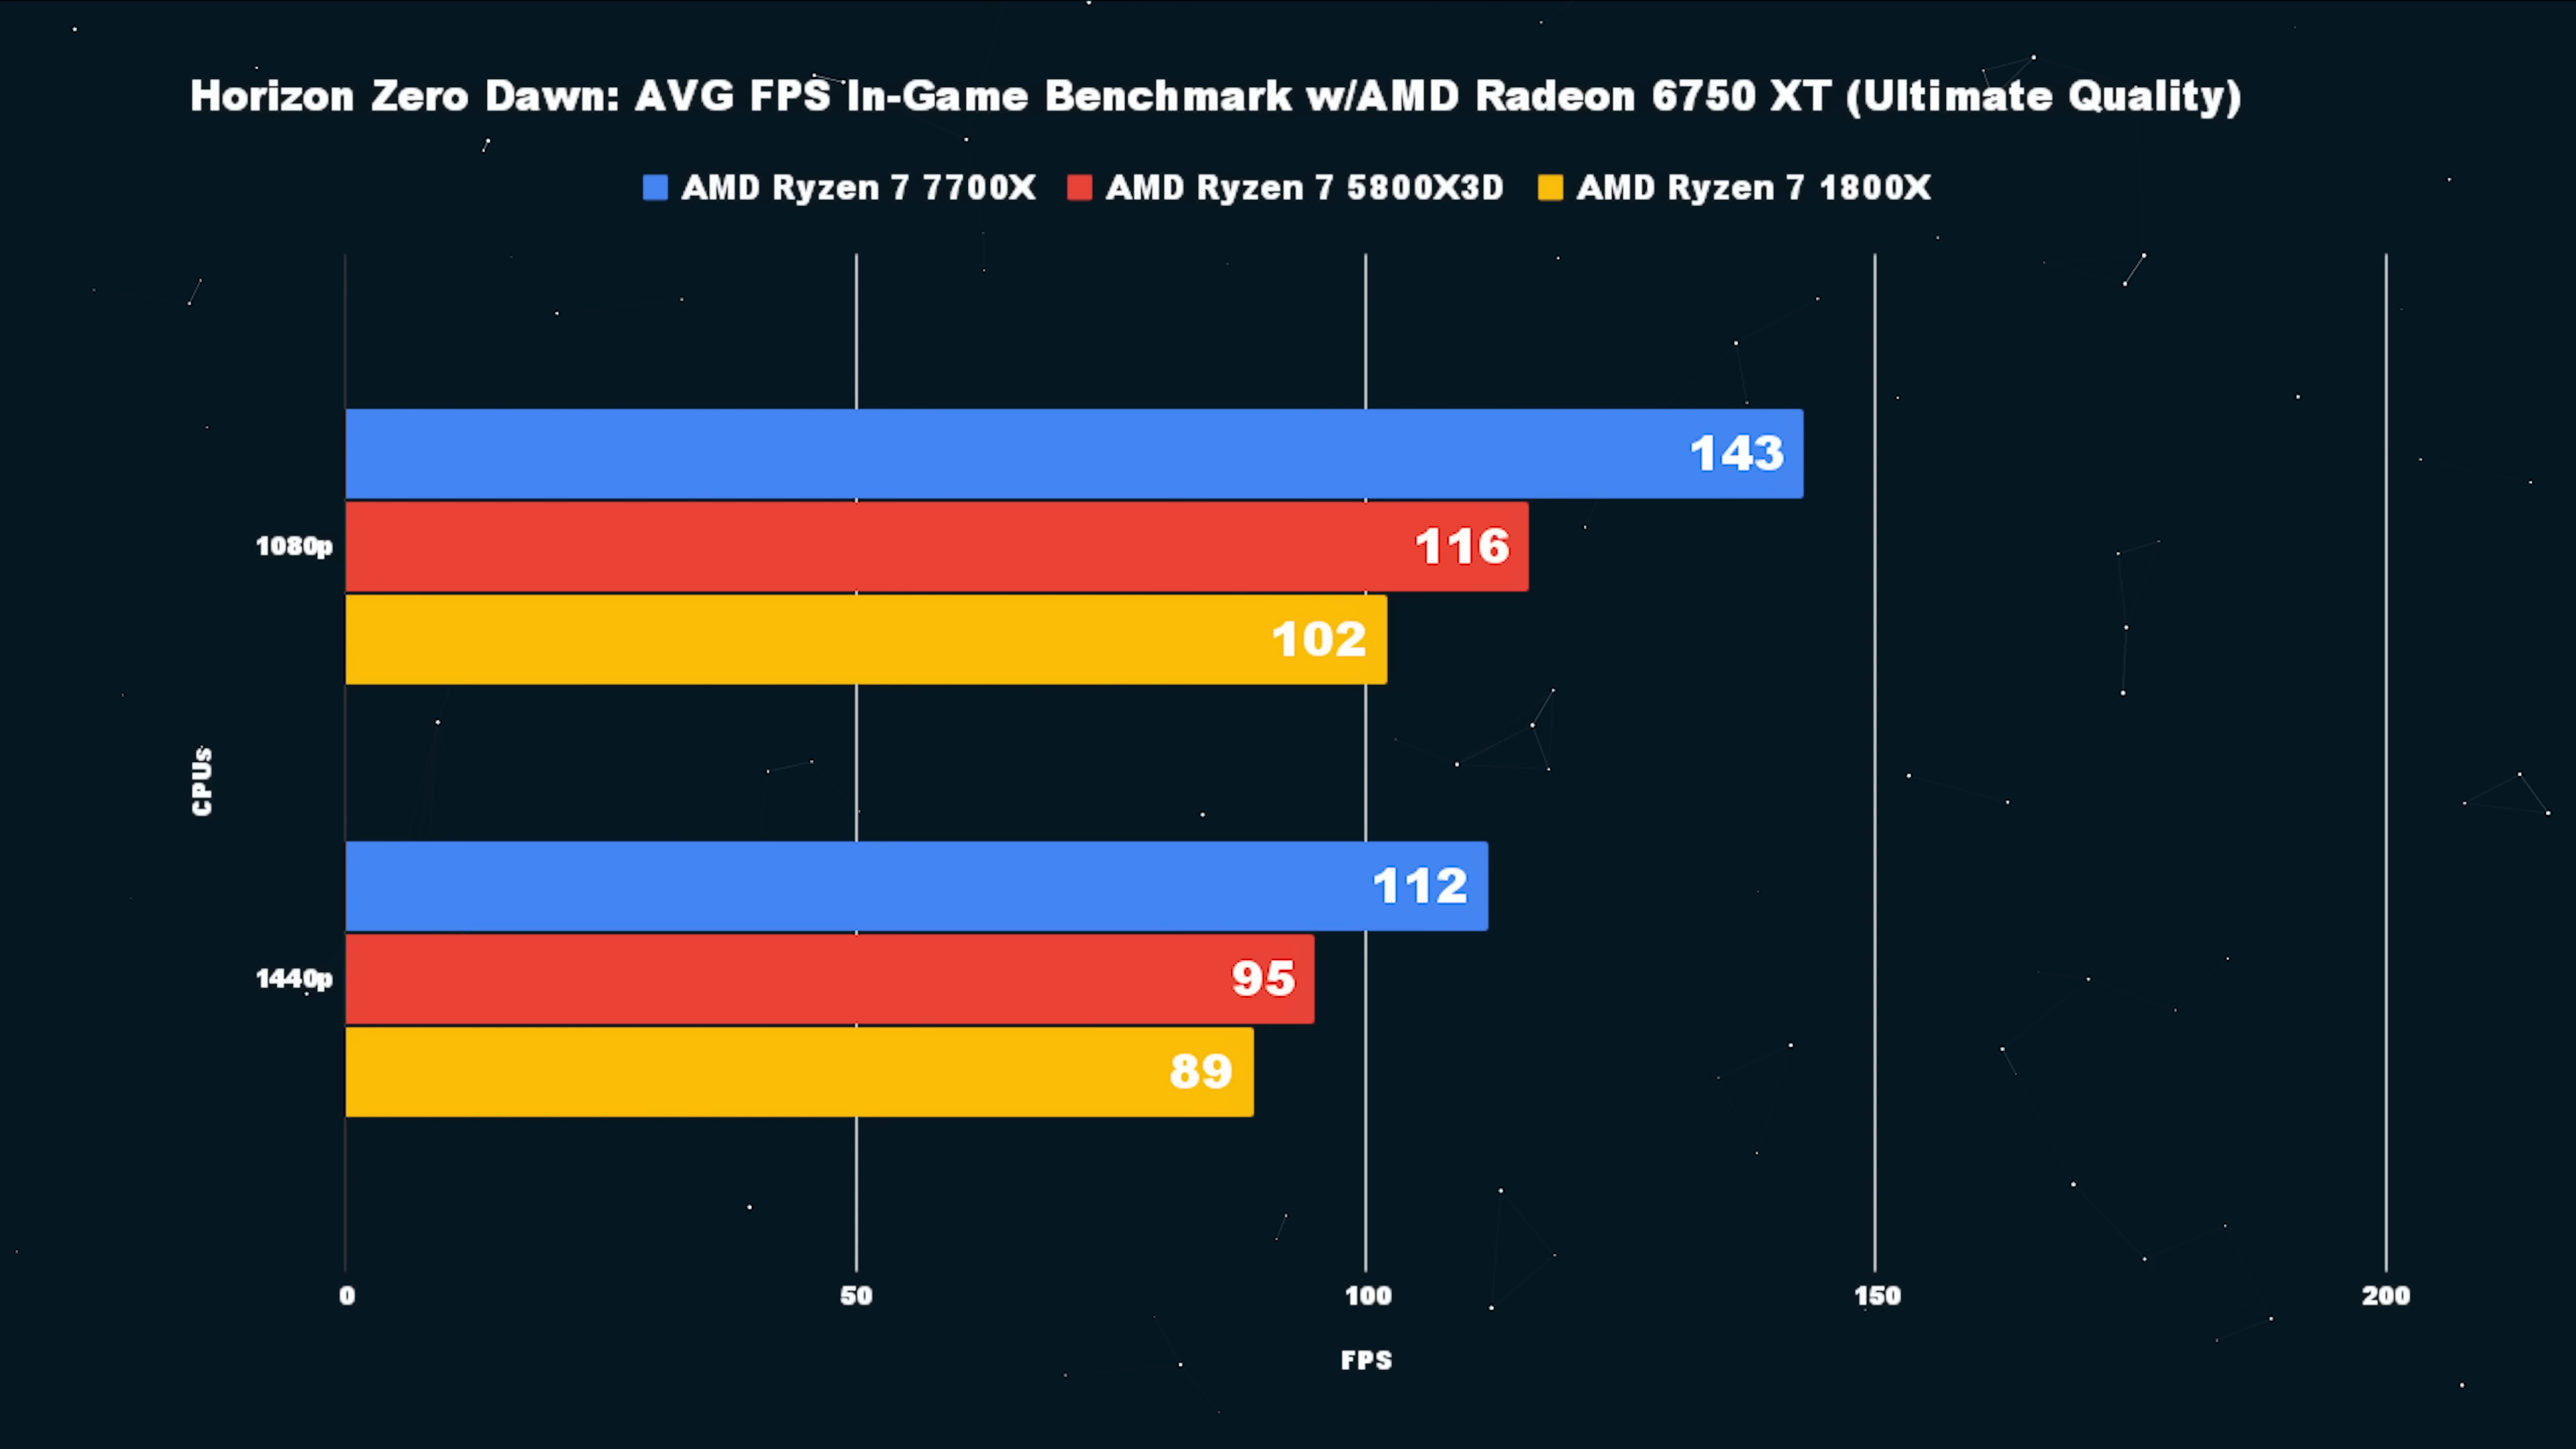 Horizon Zero Dawn: AVG FPS In-Game Benchmark w/AMD Radeon 6750 XT (Ultimate Quality)
AMD Ryzen 7 7700X AMD Ryzen 7 5800X3D AMD Ryzen 7 1800X
143
1080p 116
102
CPUs
112
1440p 95
89
0 50 100 150 200
FPS